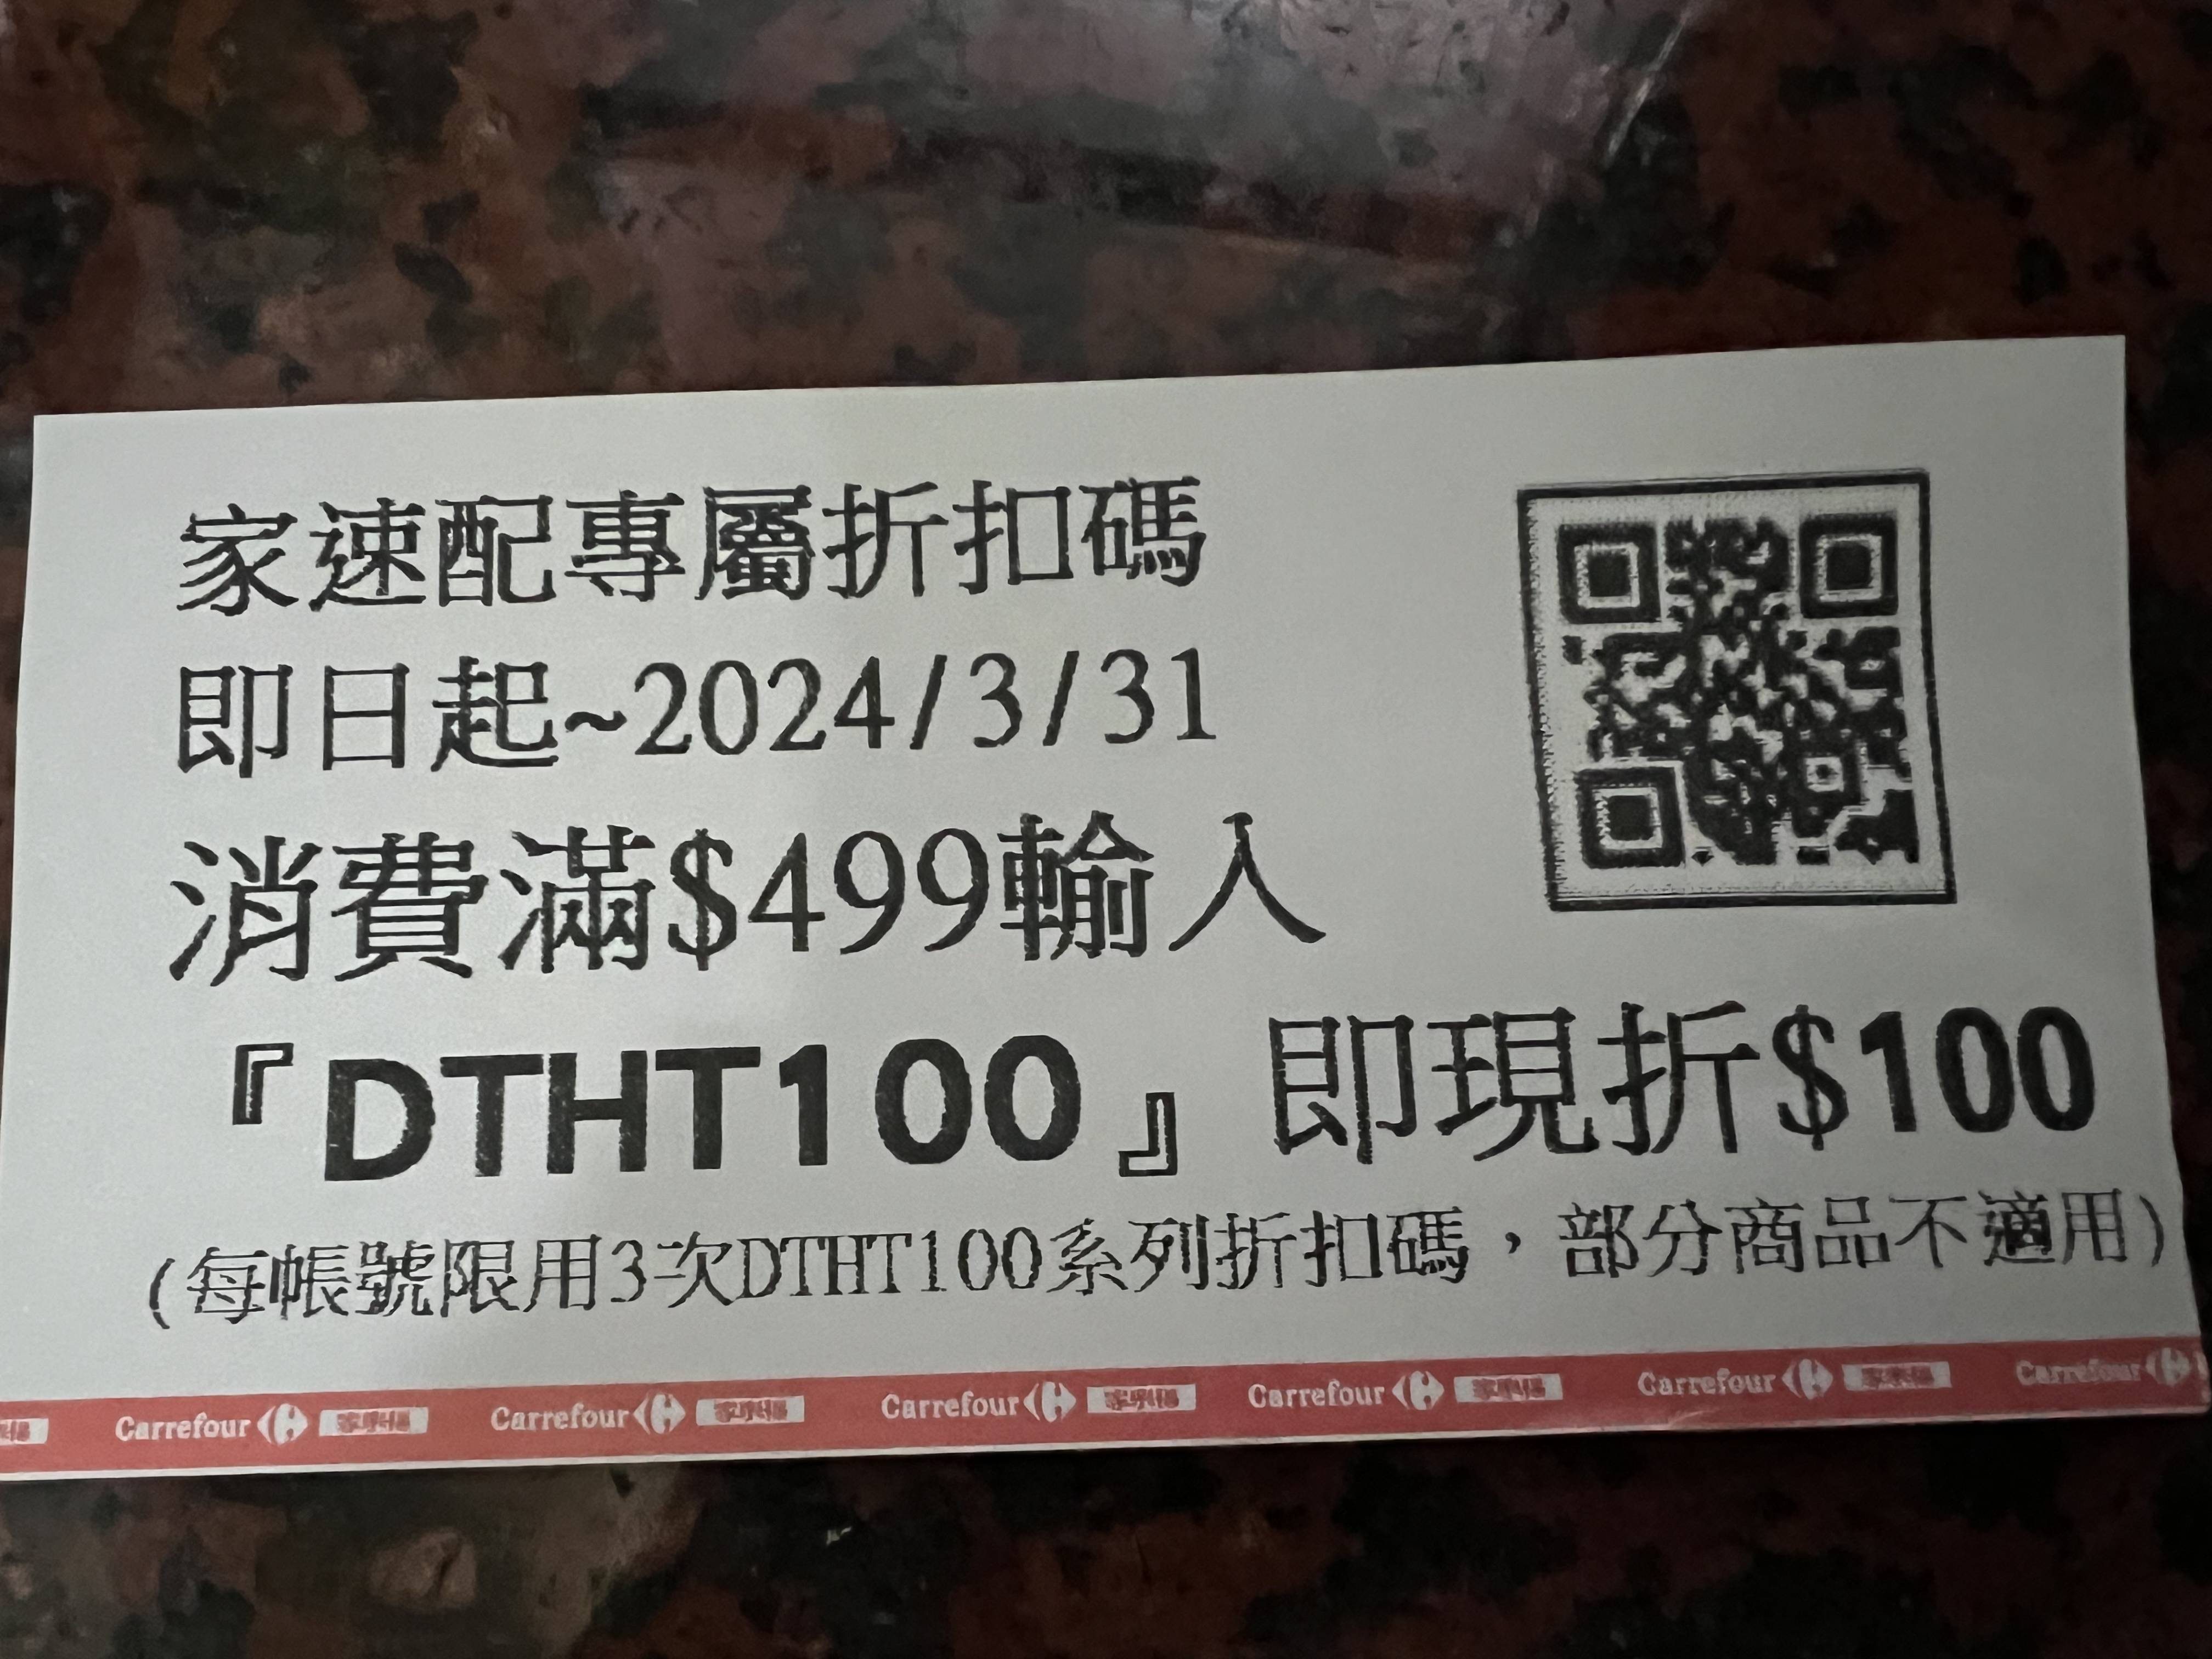 家速配專屬折扣碼
即日起~2024/3/31
消費滿$499輸入
『DTHT100』即現折$100
(每帳號限用3次DTHT100系列折扣碼，部分商品不適用)
Carrefour 家樂福 Carrefour 家樂福 Carrefour 家樂福 Carrefour 家樂福 Carrefour 家樂福 Carrefour